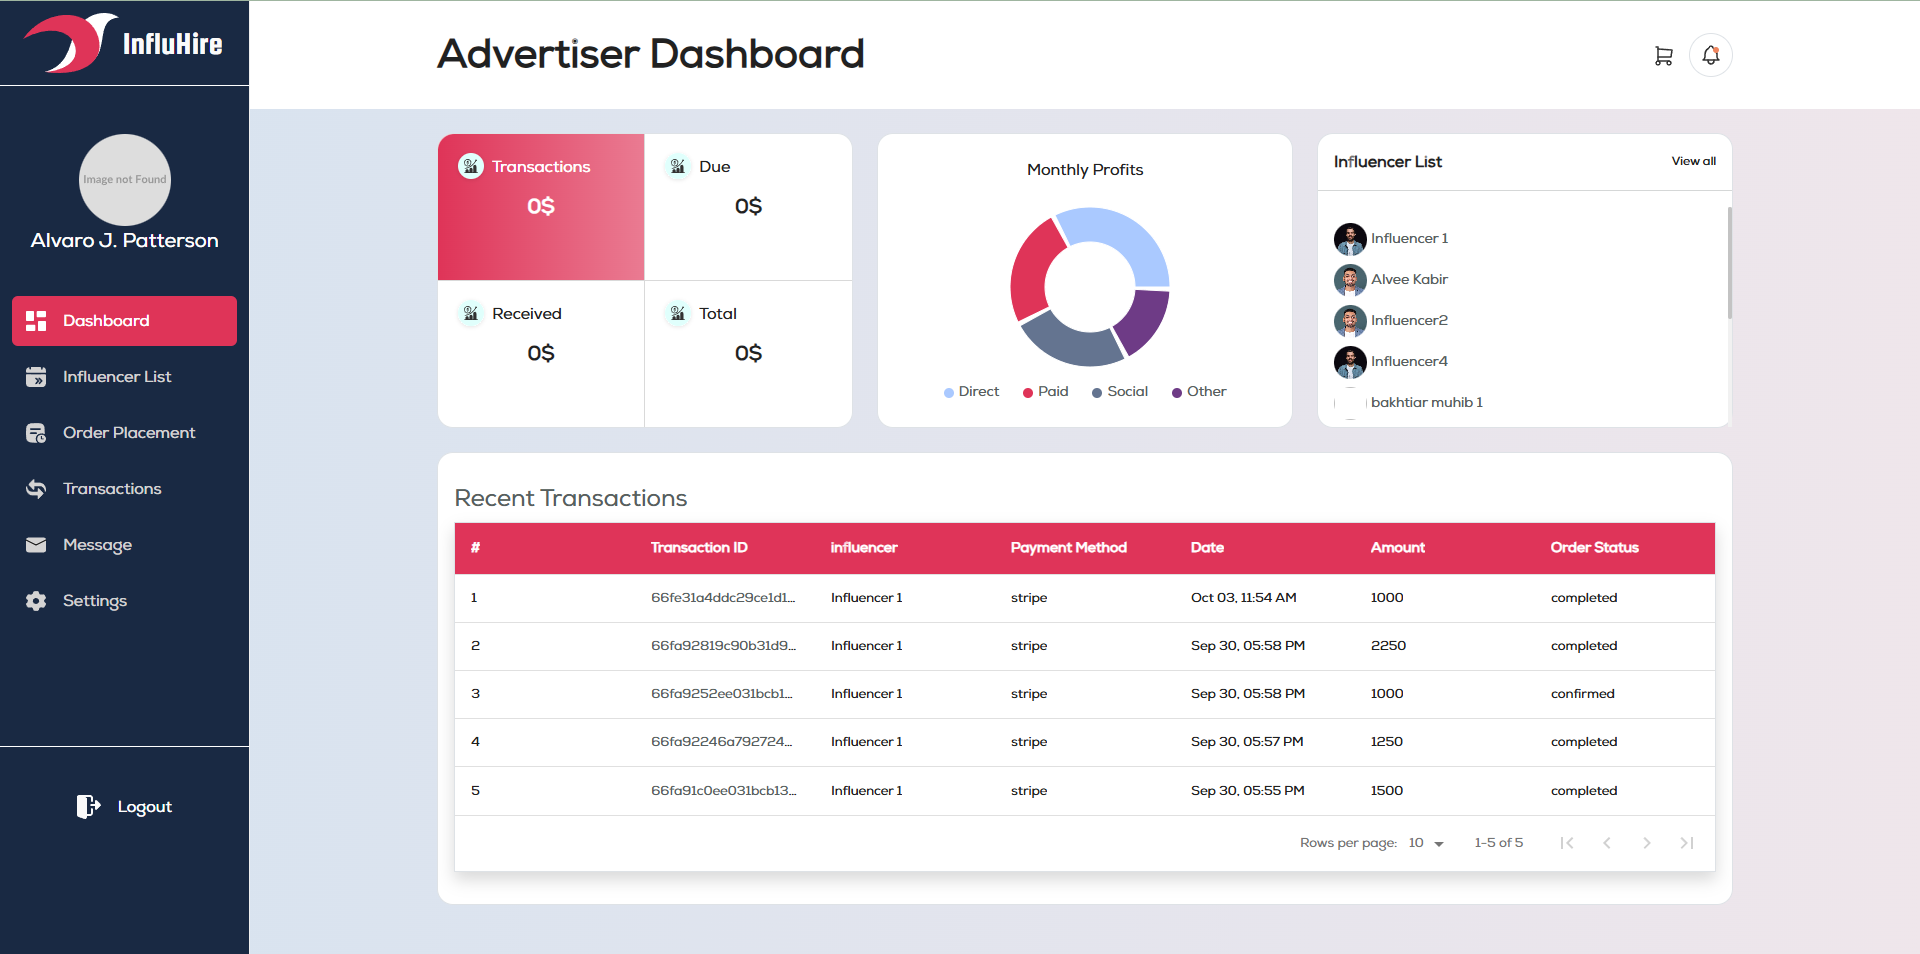 InfluHire
Advertiser Dashboard
Image not Found
Alvaro J. Patterson
Dashboard
Influencer List
Order Placement
Transactions
Message
Settings
Logout
Transactions
0$
Due
0$
Received
0$
Total
0$
Monthly Profits
Direct Paid Social Other
Influencer List View all
Influencer 1
Alvee Kabir
Influencer2
Influencer4
bakhtiar muhib 1
Recent Transactions
# Transaction ID influencer Payment Method Date Amount Order Status
1 66fe31a4ddc29ce1d1... Influencer 1 stripe Oct 03, 11:54 AM 1000 completed
2 66fa92819c90b31d9... Influencer 1 stripe Sep 30, 05:58 PM 2250 completed
3 66fa9252ee031bcb1... Influencer 1 stripe Sep 30, 05:58 PM 1000 confirmed
4 66fa92246a792724... Influencer 1 stripe Sep 30, 05:57 PM 1250 completed
5 66fa91c0ee031bcb13... Influencer 1 stripe Sep 30, 05:55 PM 1500 completed
Rows per page: 10 1-5 of 5